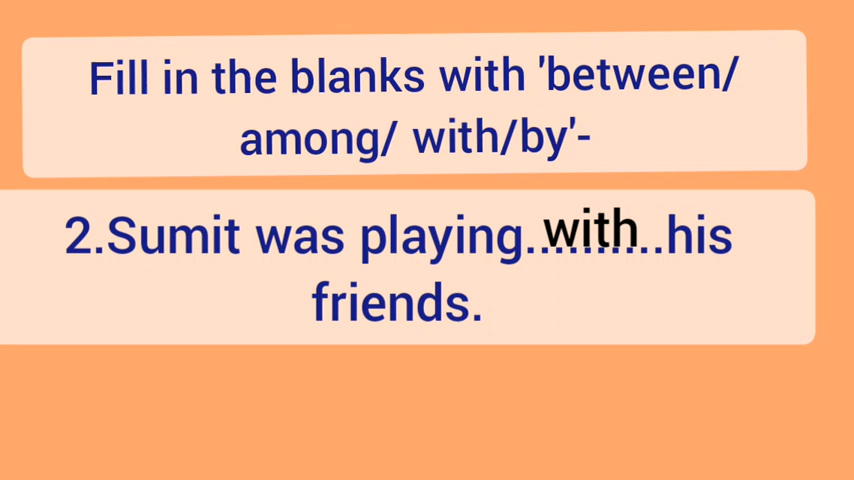 Fill in the blanks with 'between/
among/ with/by'-
2.Sumit was playing..with..his
friends.